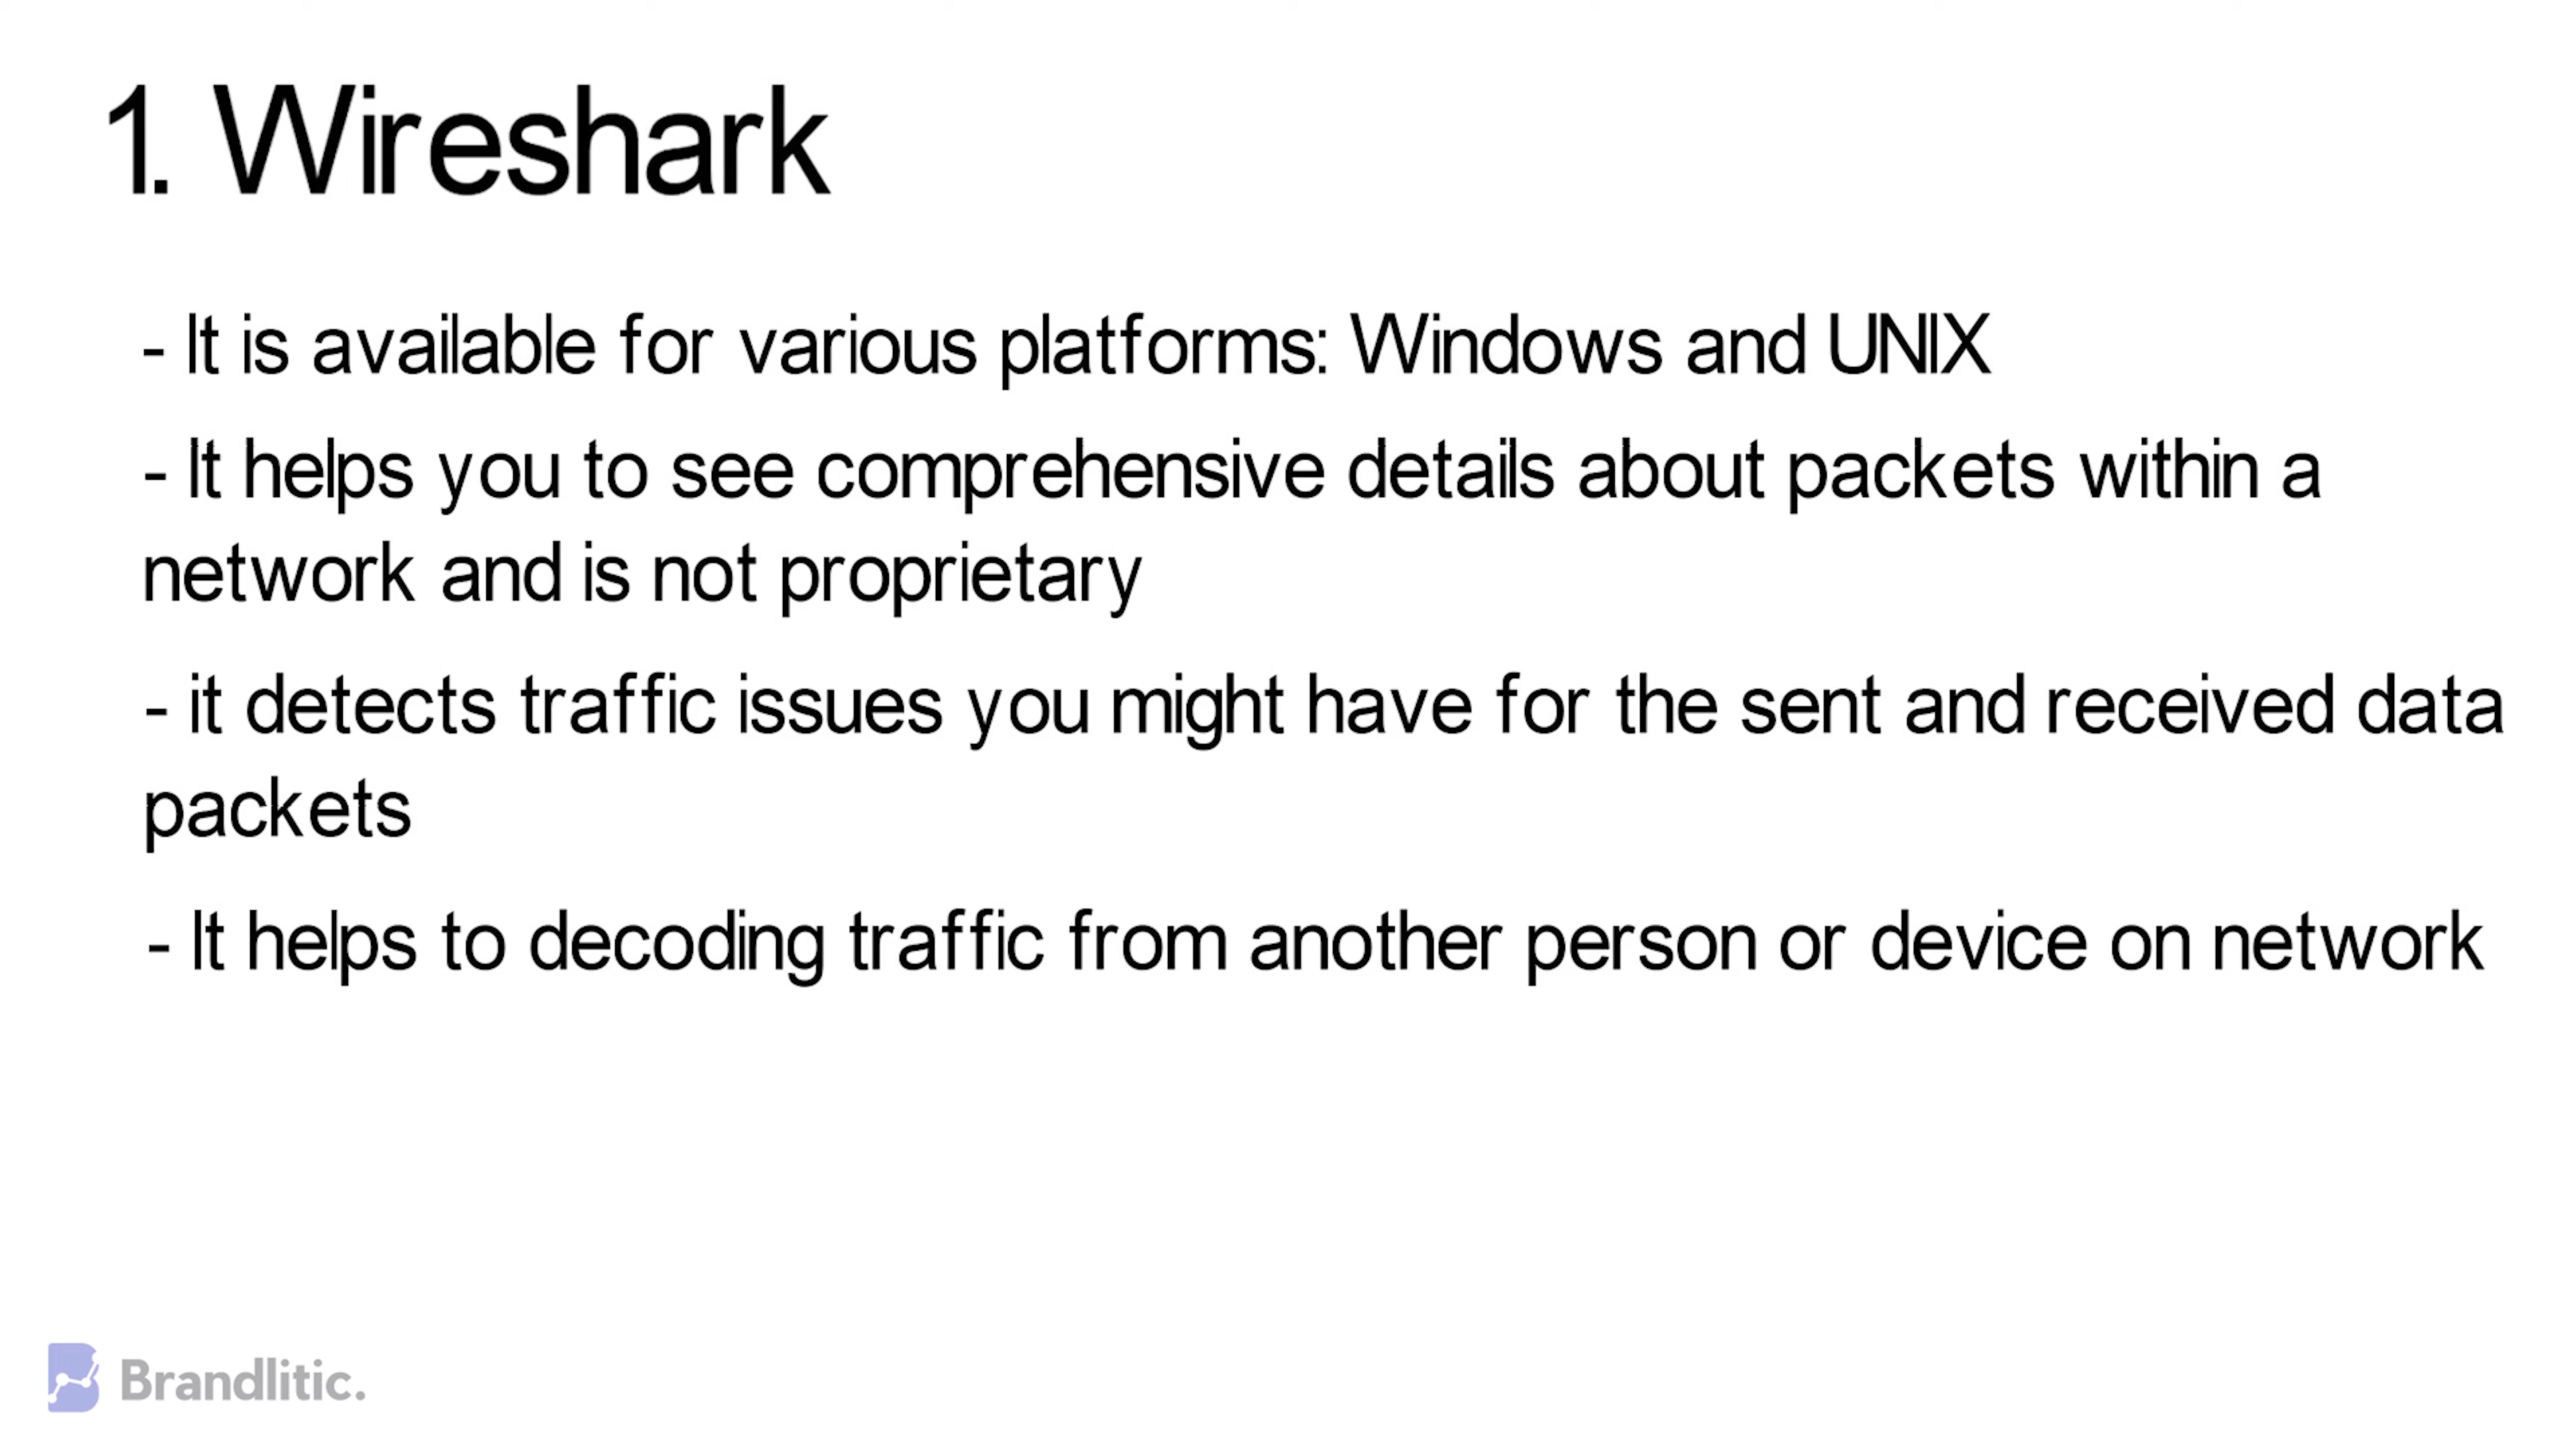 1. Wireshark
- It is available for various platforms: Windows and UNIX
- It helps you to see comprehensive details about packets within a
network and is not proprietary
- it detects traffic issues you might have for the sent and received data
packets
- It helps to decoding traffic from another person or device on network
Brandlitic.